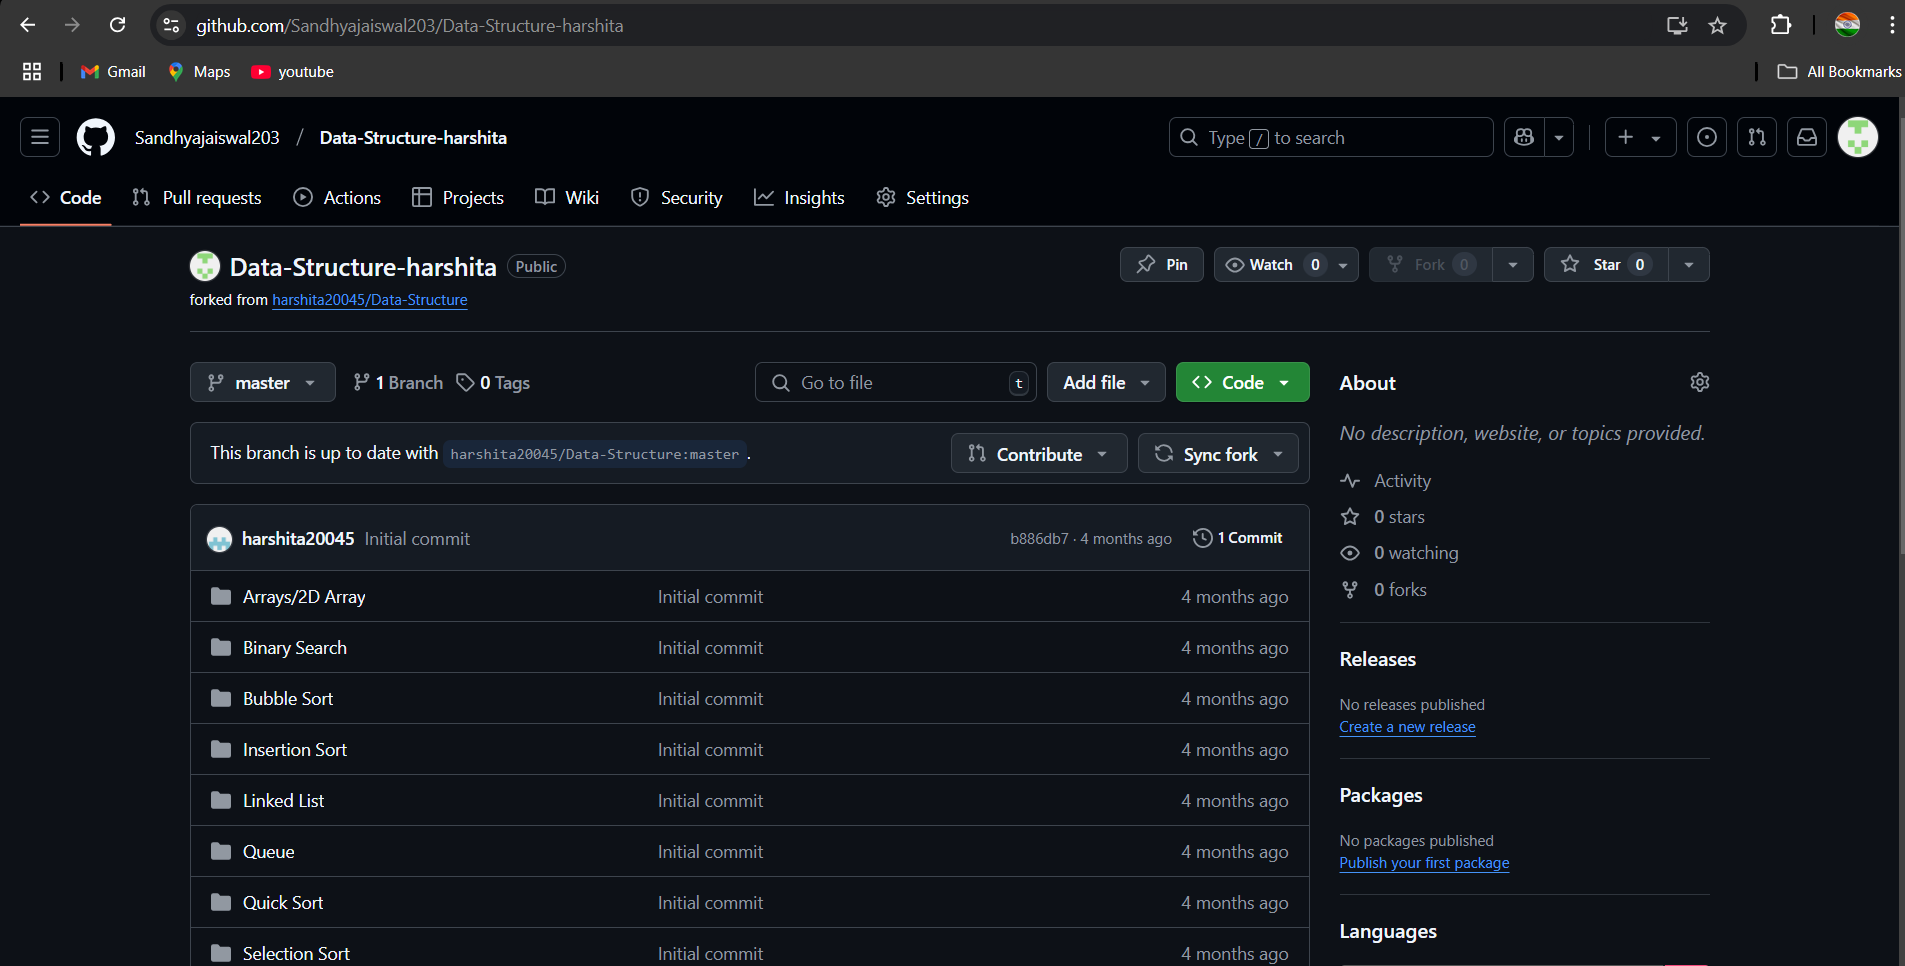 github.com/Sandhyajaiswal203/Data-Structure-harshita
Gmail Maps youtube All Bookmarks
Sandhyajaiswal203 / Data-Structure-harshita Type / to search
Code Pull requests Actions Projects Wiki Security Insights Settings
Data-Structure-harshita Public Pin Watch 0 Fork 0 Star 0
forked from harshita20045/Data-Structure
master 1 Branch 0 Tags Go to file t Add file Code
This branch is up to date with harshita20045/Data-Structure:master . Contribute Sync fork
harshita20045 Initial commit b886db7 · 4 months ago 1 Commit
Arrays/2D Array Initial commit 4 months ago
Binary Search Initial commit 4 months ago
Bubble Sort Initial commit 4 months ago
Insertion Sort Initial commit 4 months ago
Linked List Initial commit 4 months ago
Queue Initial commit 4 months ago
Quick Sort Initial commit 4 months ago
Selection Sort Initial commit 4 months ago
About
No description, website, or topics provided.
Activity
0 stars
0 watching
0 forks
Releases
No releases published
Create a new release
Packages
No packages published
Publish your first package
Languages